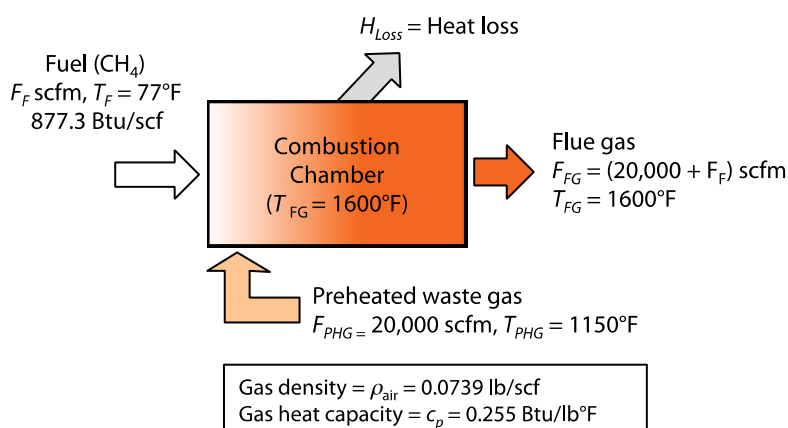 H_Loss = Heat loss
Fuel (CH₄)
F_F scfm, T_F = 77°F
877.3 Btu/scf
Combustion
Chamber
(T_FG = 1600°F)
Flue gas
F_FG = (20,000 + F_F) scfm
T_FG = 1600°F
Preheated waste gas
F_PHG = 20,000 scfm, T_PHG = 1150°F
Gas density = ρ_air = 0.0739 lb/scf
Gas heat capacity = c_p = 0.255 Btu/lb°F